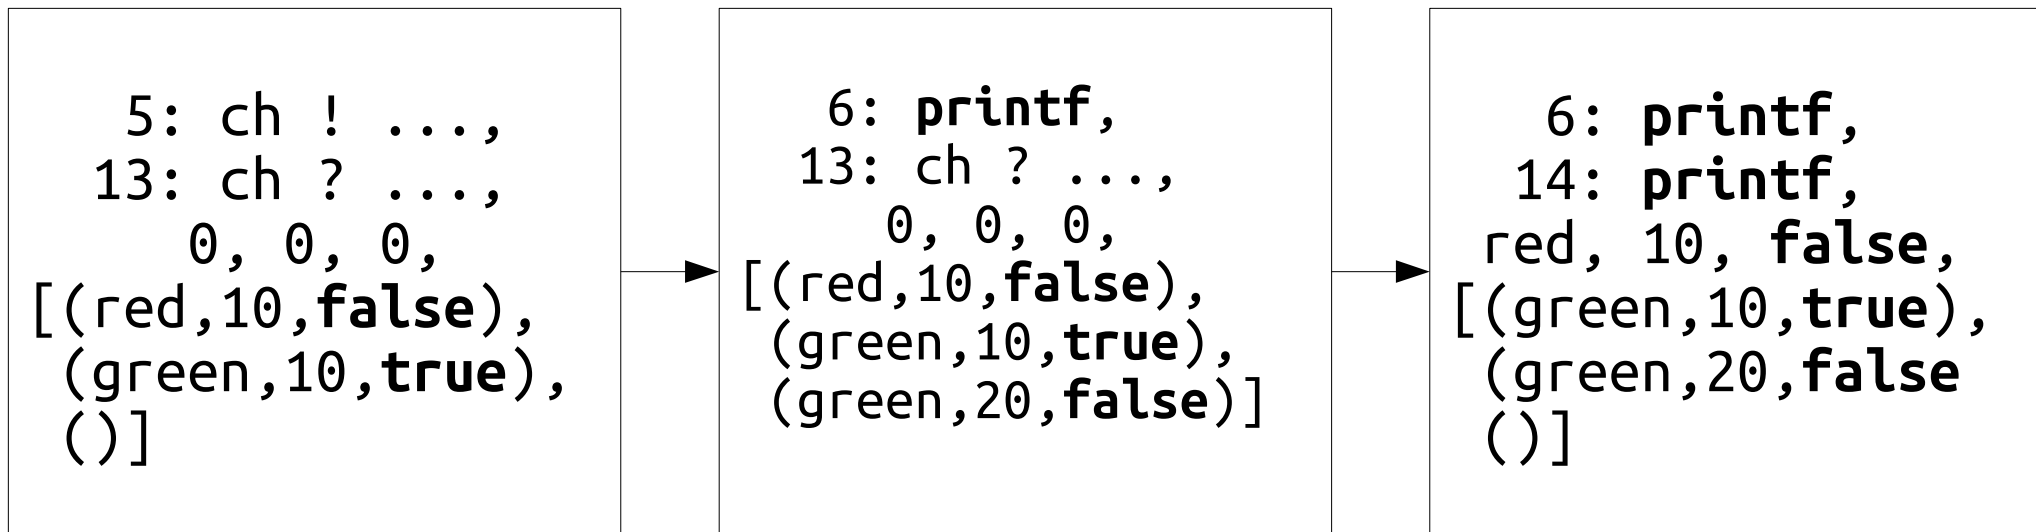 5: ch ! ...,
13: ch ? ...,
0, 0, 0,
[(red,10,false),
(green,10,true),
()]
6: printf,
13: ch ? ...,
0, 0, 0,
[(red,10,false),
(green,10,true),
(green,20,false)]
6: printf,
14: printf,
red, 10, false,
[(green,10,true),
(green,20,false
()]